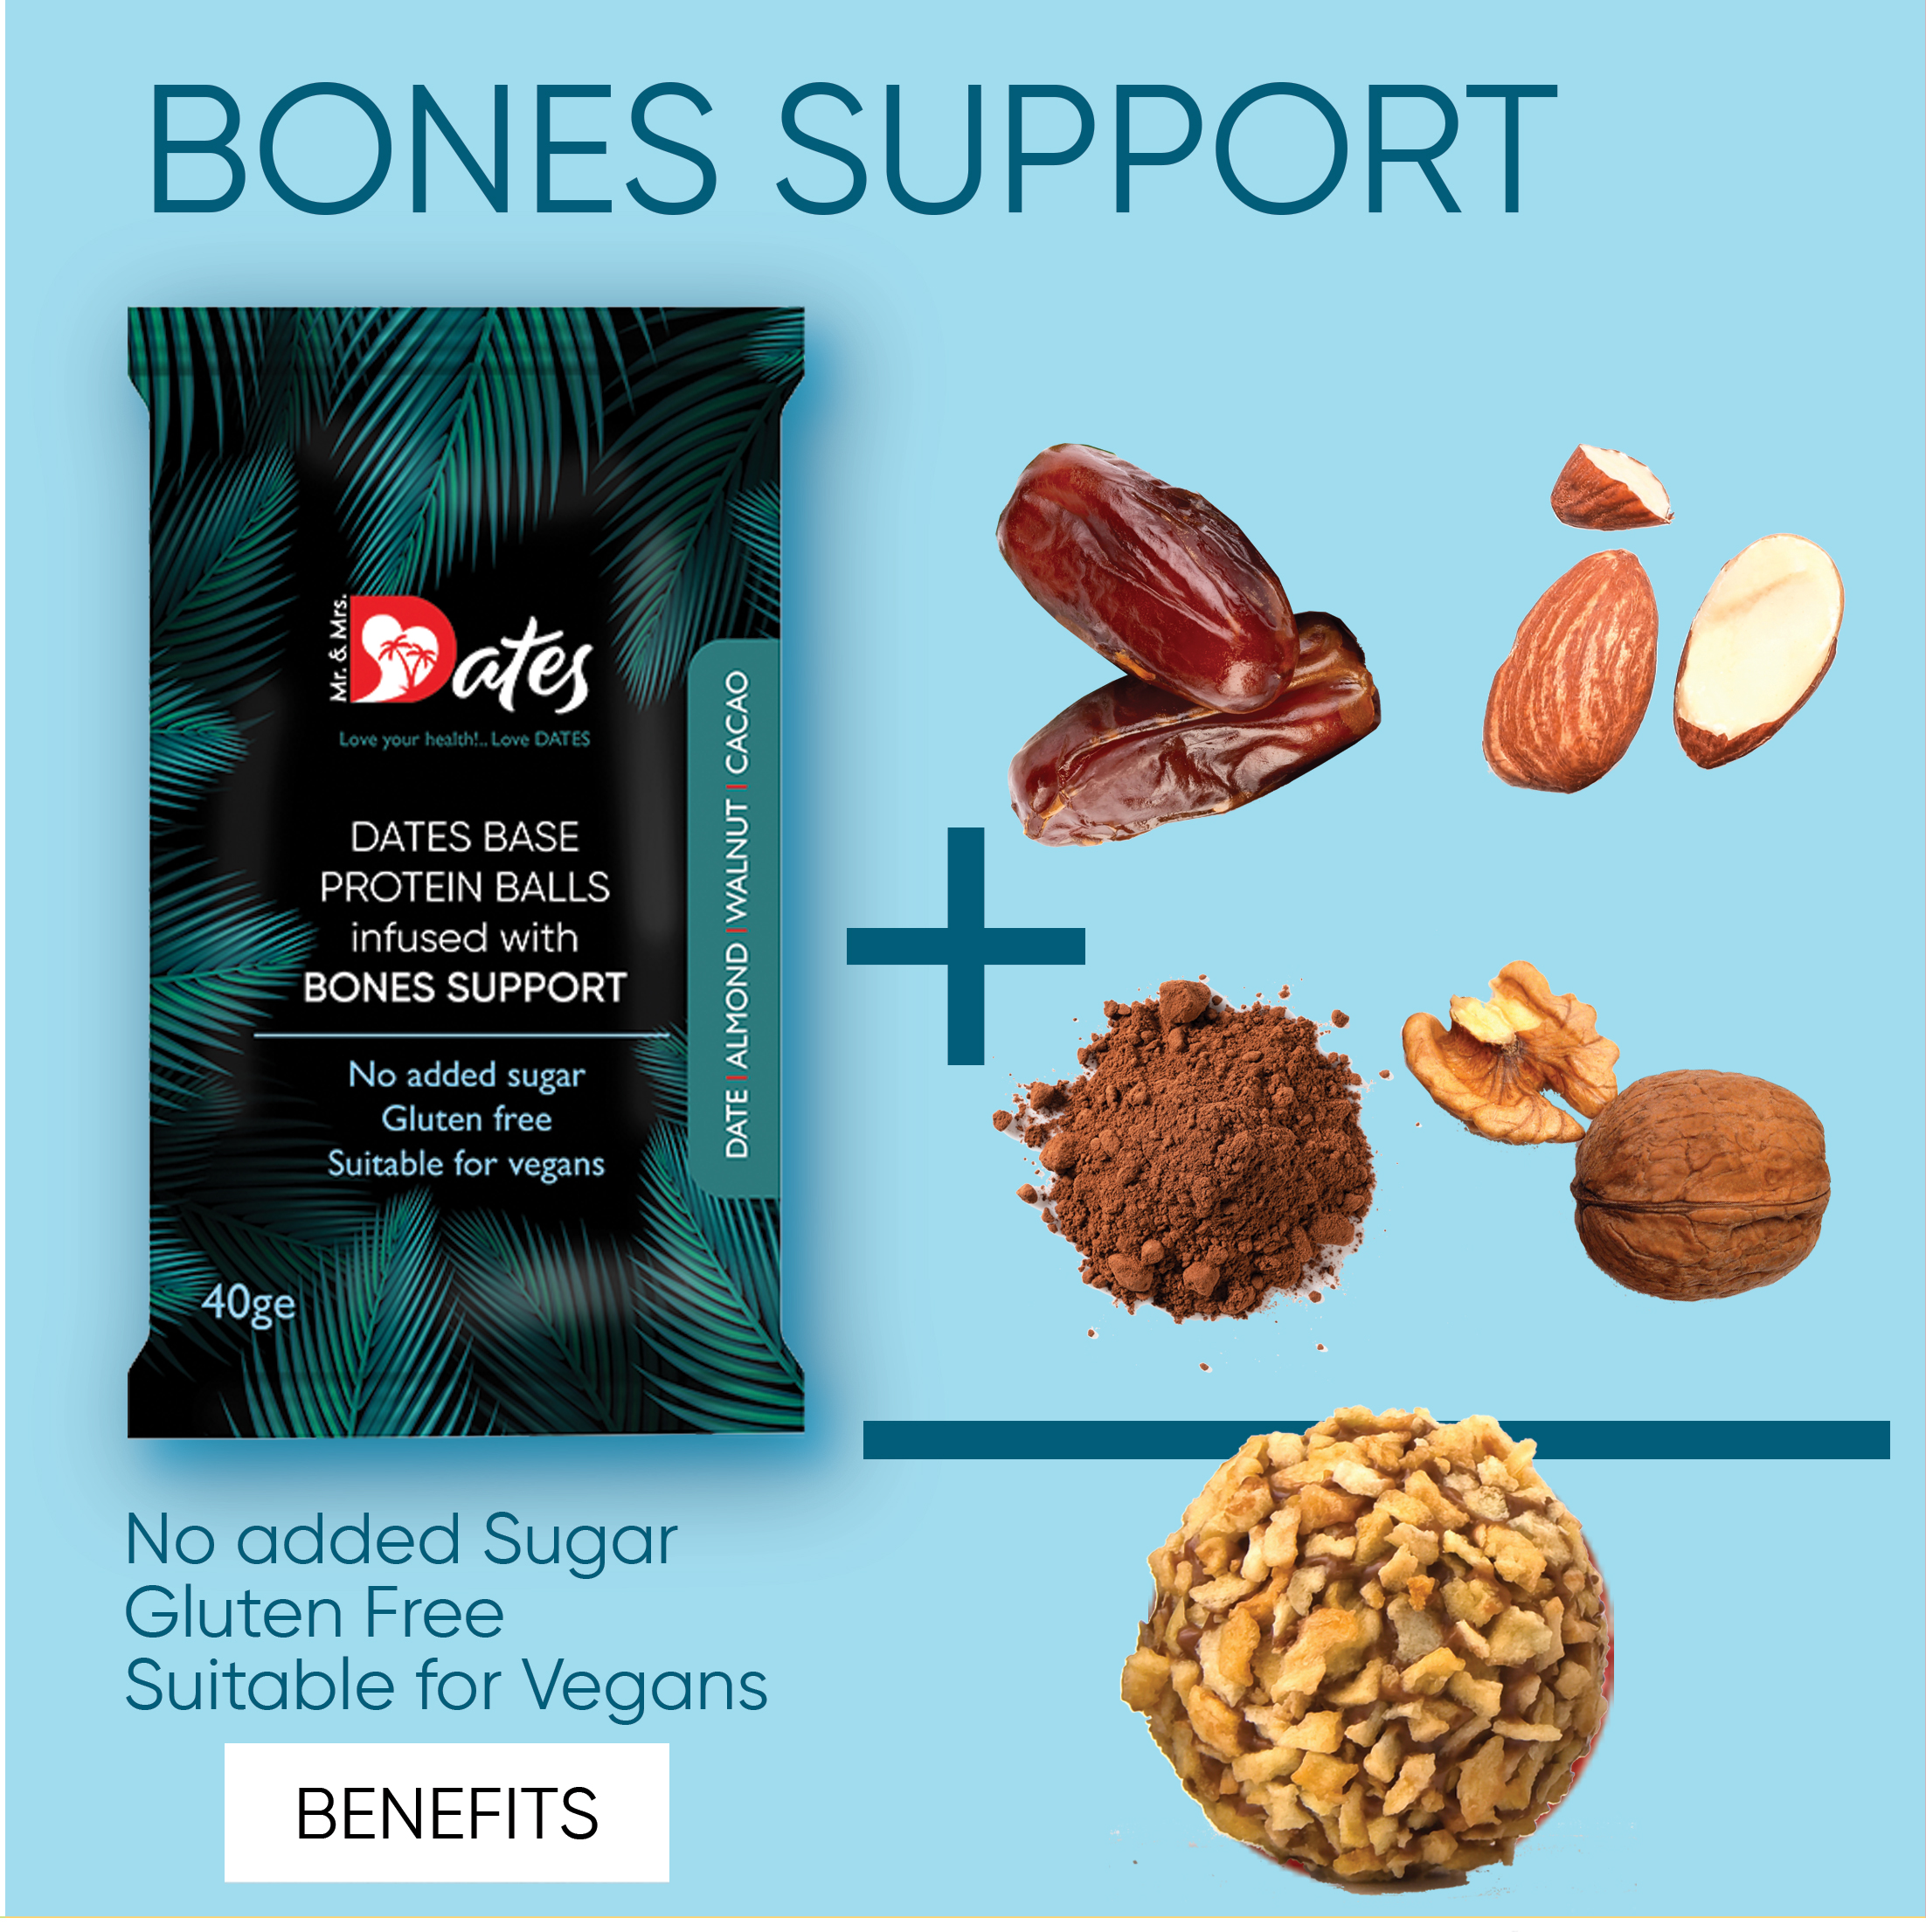 BONES SUPPORT
Mr. & Mrs.
Dates
Love your health!.. Love DATES
DATES BASE
PROTEIN BALLS
infused with
BONES SUPPORT
No added sugar
Gluten free
Suitable for vegans
DATE | ALMOND | WALNUT | CACAO
40ge
No added Sugar
Gluten Free
Suitable for Vegans
BENEFITS